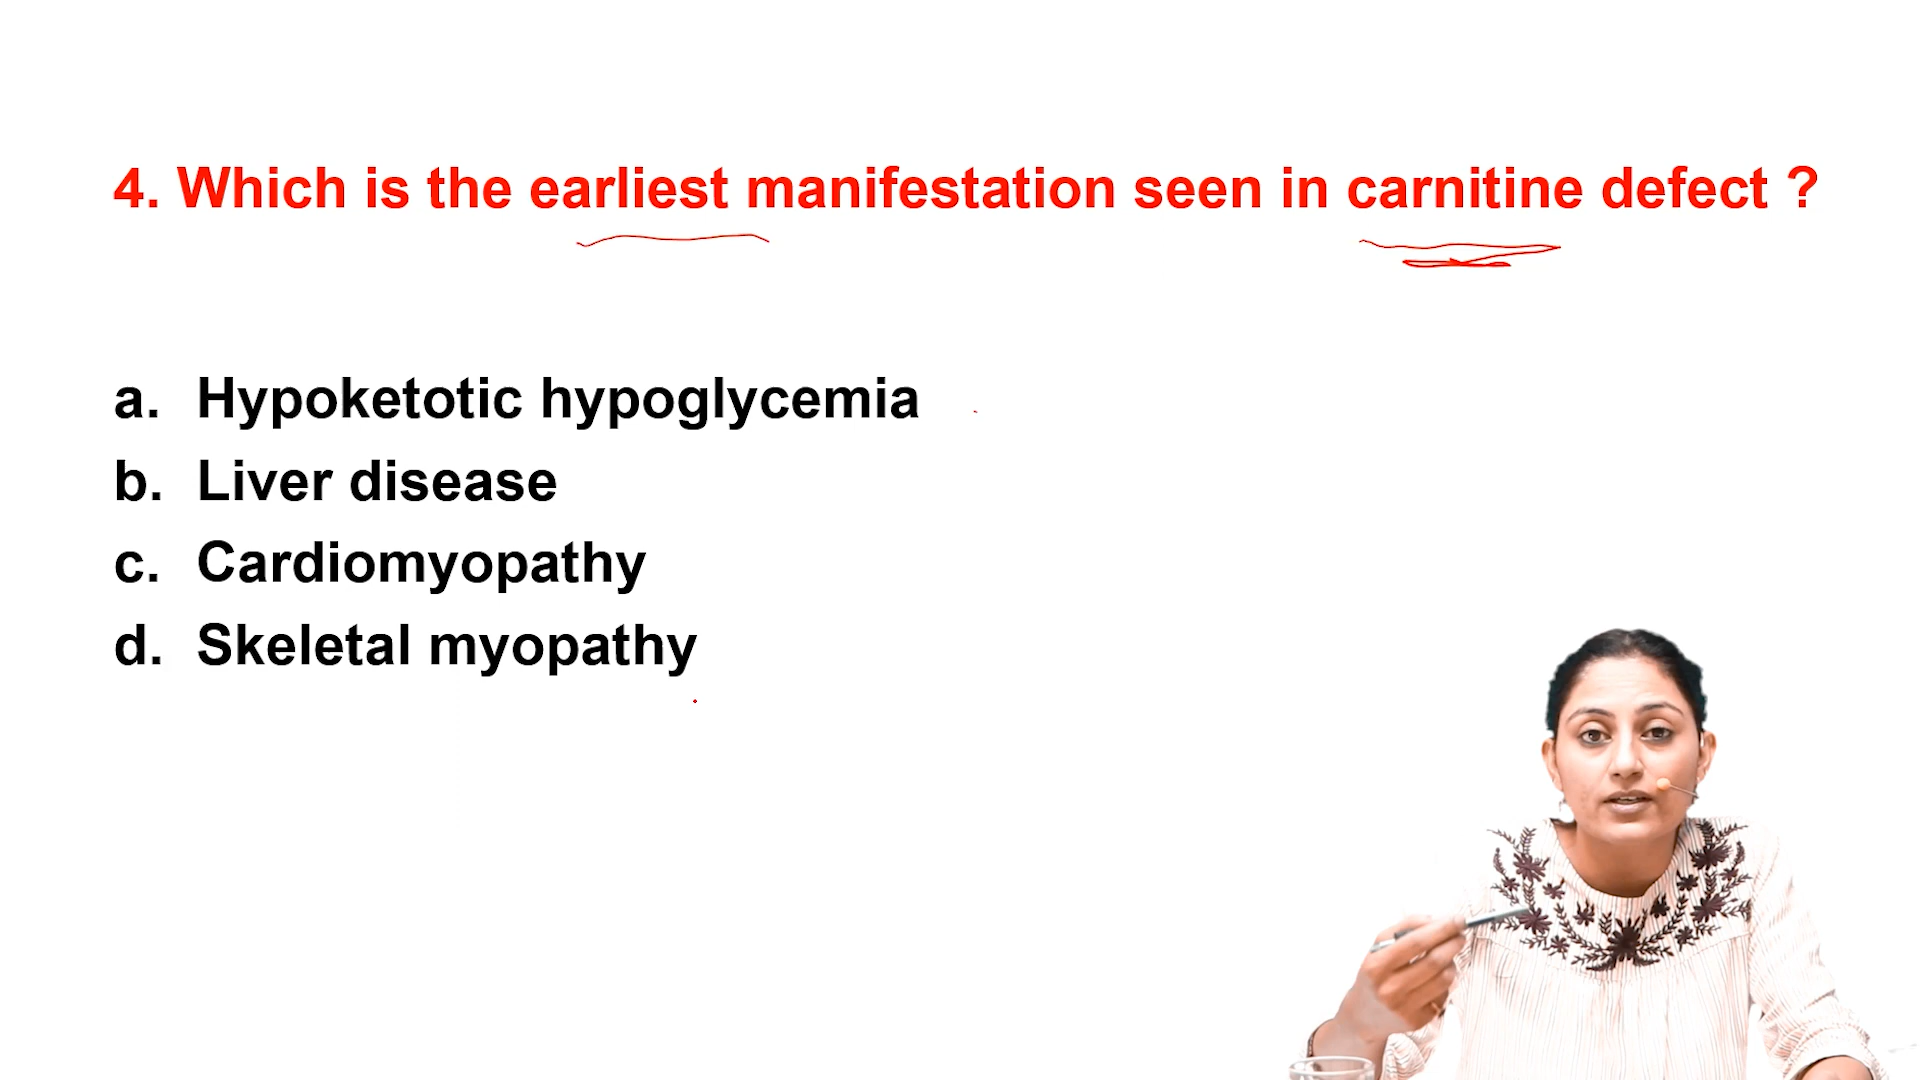 4. Which is the earliest manifestation seen in carnitine defect ?
a. Hypoketotic hypoglycemia
b. Liver disease
c. Cardiomyopathy
d. Skeletal myopathy